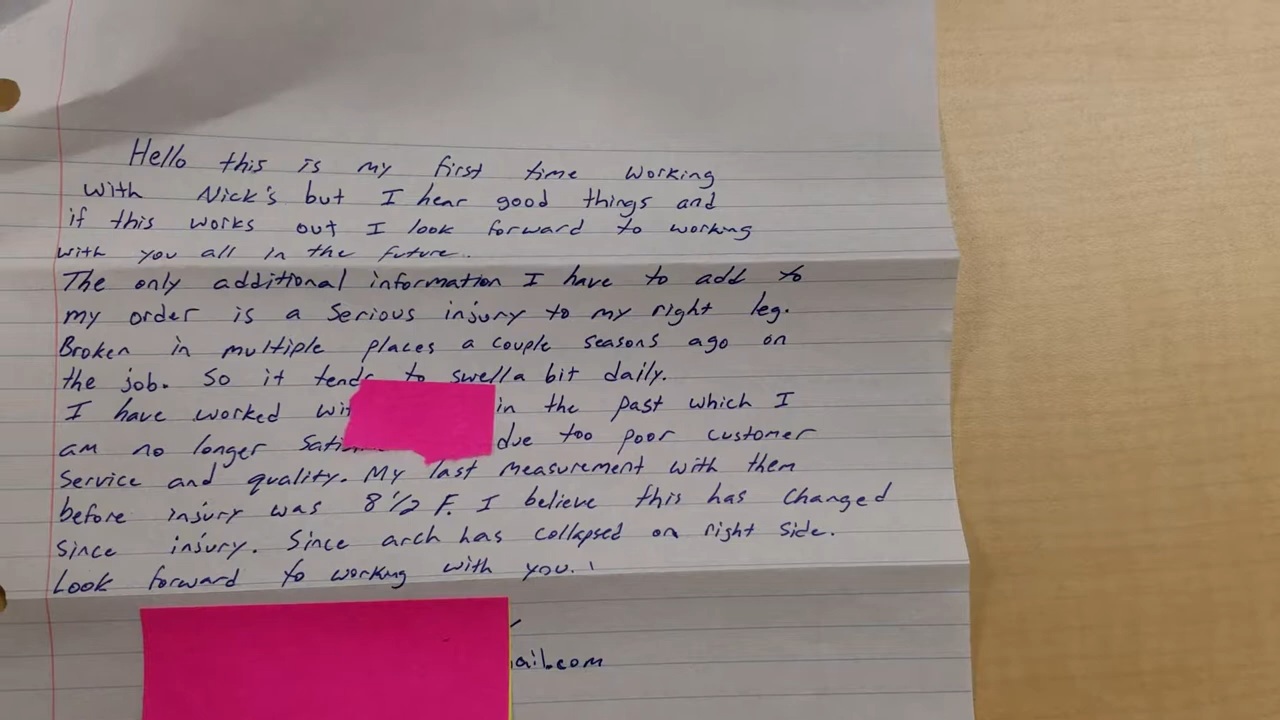 Hello this is my first time working
with Nick's but I hear good things and
if this works out I look forward to working
with you all in the future.
The only additional information I have to add to
my order is a serious injury to my right leg.
Broken in multiple places a couple seasons ago on
the job. So it tends to swell a bit daily.
I have worked in the past which I
am no longer due too poor customer
service and quality. My last measurement with them
before injury was 8 1/2 F. I believe this has changed
since injury. Since arch has collapsed on right side.
Look forward to working with you.
ail.com